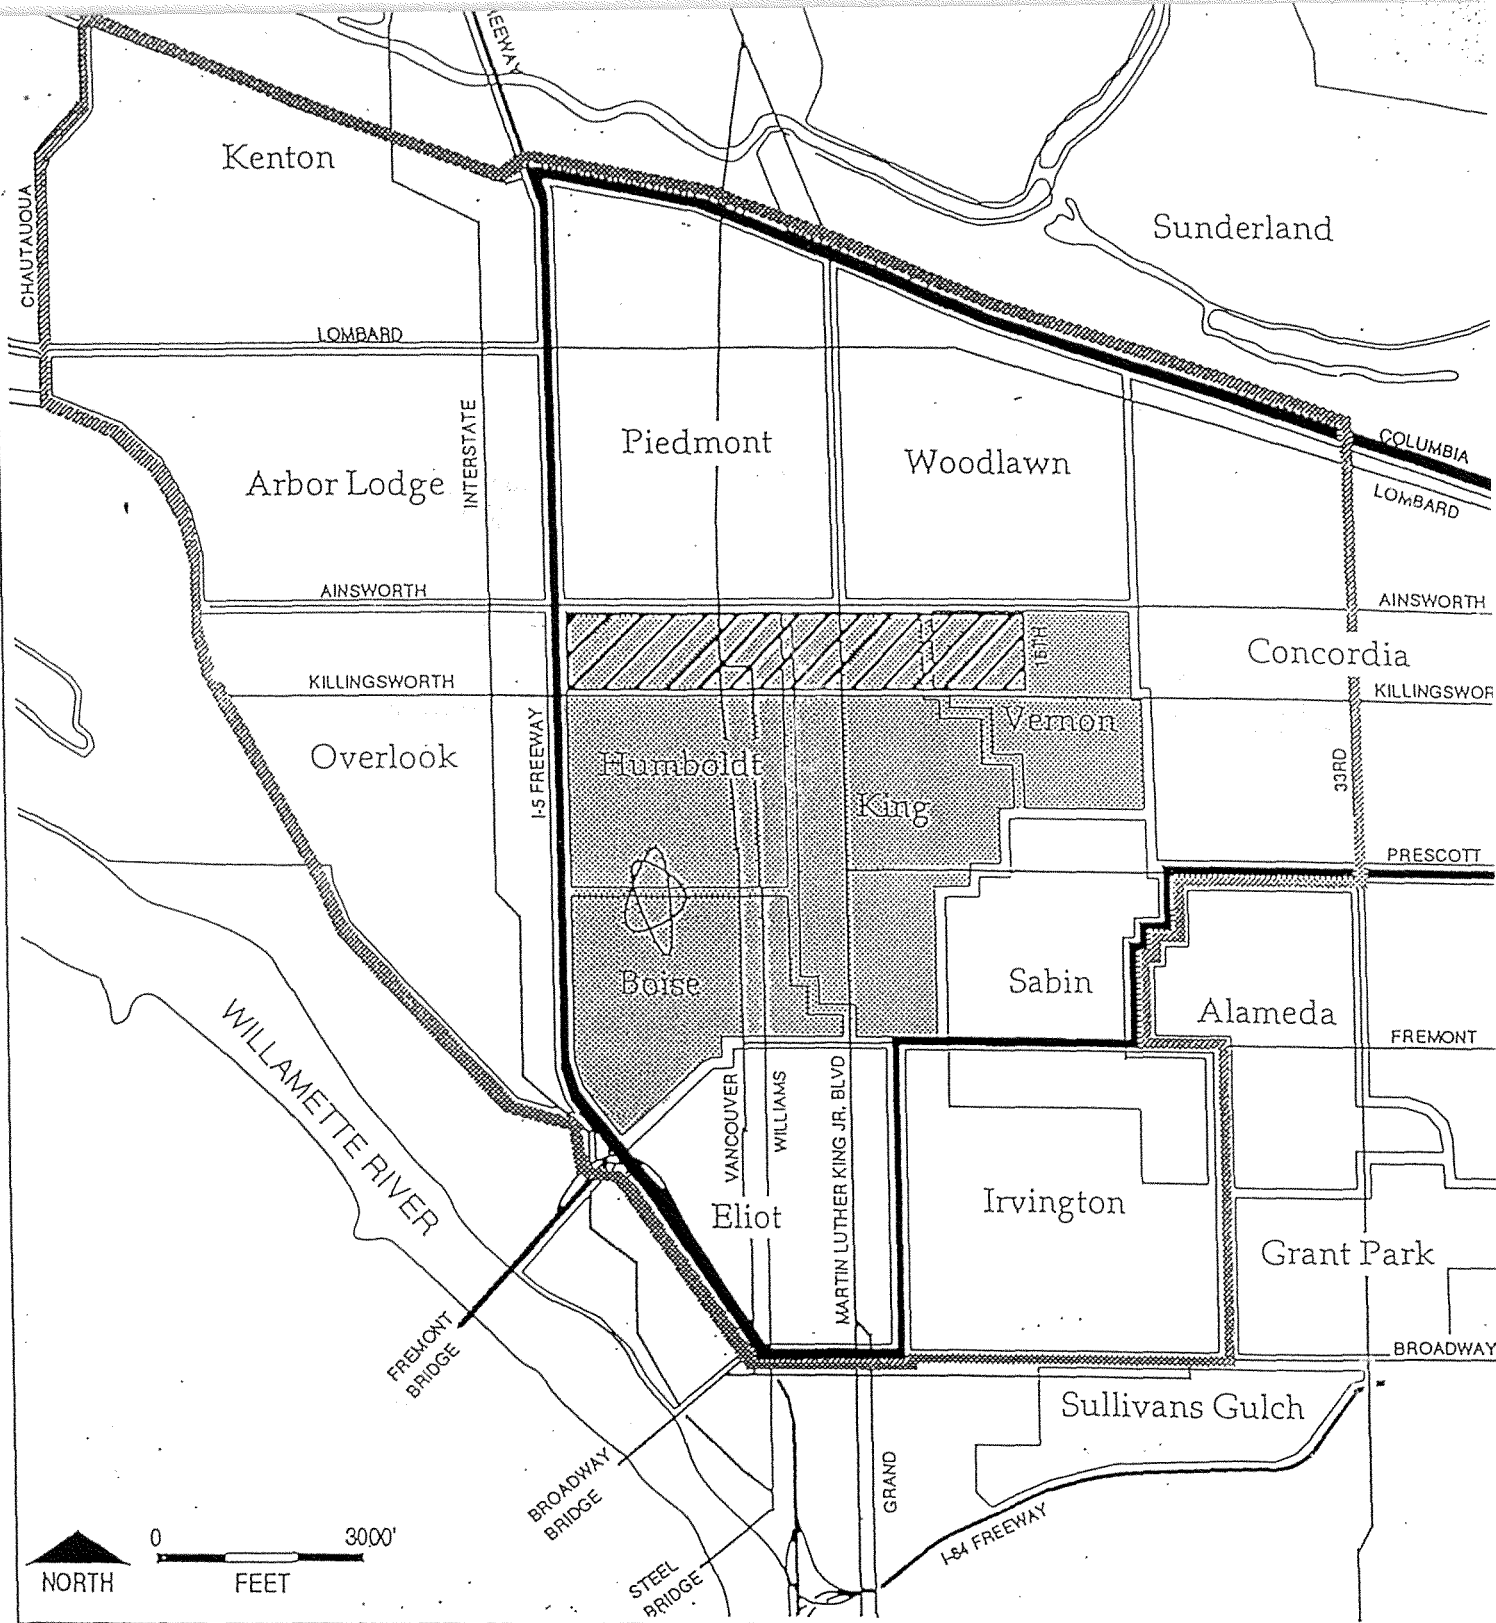 REEWAY
Kenton
CHAUTAUQUA
Sunderland
LOMBARD
INTERSTATE
Piedmont
Woodlawn
COLUMBIA
LOMBARD
Arbor Lodge
AINSWORTH
AINSWORTH
15TH
Concordia
KILLINGSWORTH
KILLINGSWOR
Vernon
I-5 FREEWAY
Overlook
Humboldt
King
33RD
PRESCOTT
Boise
Sabin
Alameda
WILLAMETTE RIVER
FREMONT
VANCOUVER
WILLIAMS
MARTIN LUTHER KING JR. BLVD
Eliot
Irvington
Grant Park
FREMONT
BRIDGE
BROADWAY
Sullivans Gulch
BROADWAY
BRIDGE
GRAND
I-84 FREEWAY
STEEL
BRIDGE
0 3000'
NORTH FEET